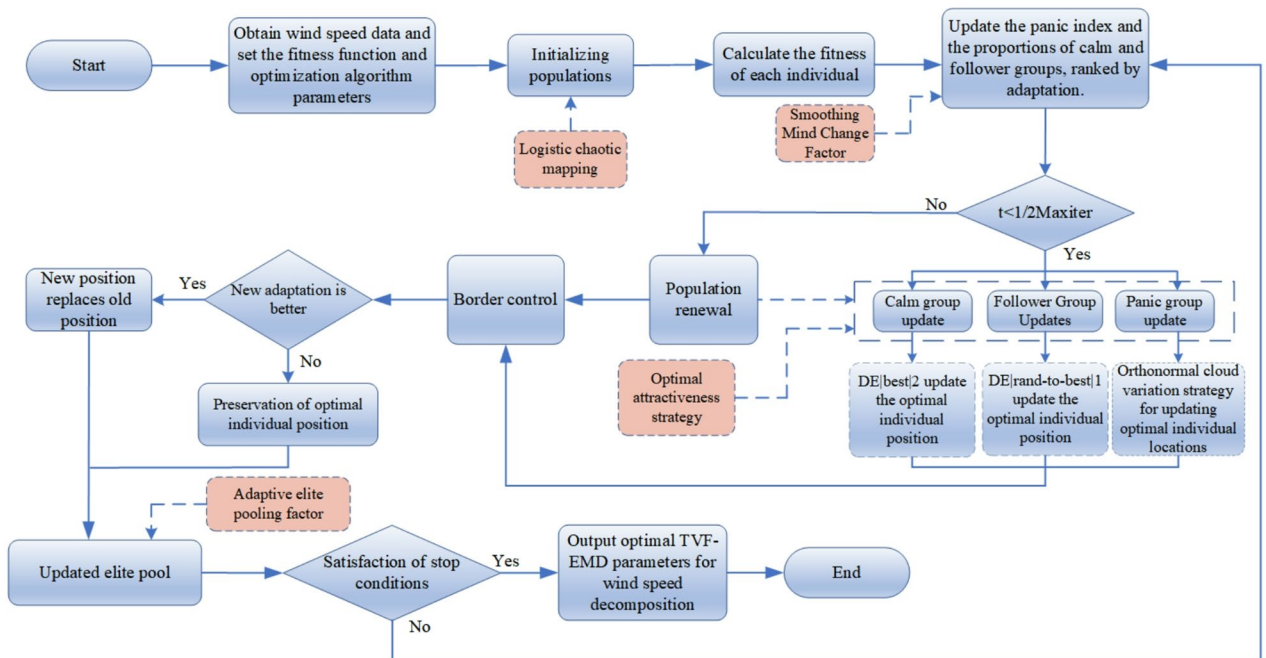 Start
Obtain wind speed data and
set the fitness function and
optimization algorithm
parameters
Initializing
populations
Calculate the fitness
of each individual
Update the panic index and
the proportions of calm and
follower groups, ranked by
adaptation.
Logistic chaotic
mapping
Smoothing
Mind Change
Factor
t<1/2Maxiter
No
Yes
New position
replaces old
position
Yes
New adaptation is
better
No
Border control
Population
renewal
Calm group
update
Follower Group
Updates
Panic group
update
Optimal
attractiveness
strategy
DE|best|2 update
the optimal
individual
position
DE|rand-to-best|1
update the
optimal individual
position
Orthonormal cloud
variation strategy
for updating
optimal individual
locations
Preservation of optimal
individual position
Adaptive elite
pooling factor
Updated elite pool
Satisfaction of stop
conditions
Yes
No
Output optimal TVF-
EMD parameters for
wind speed
decomposition
End